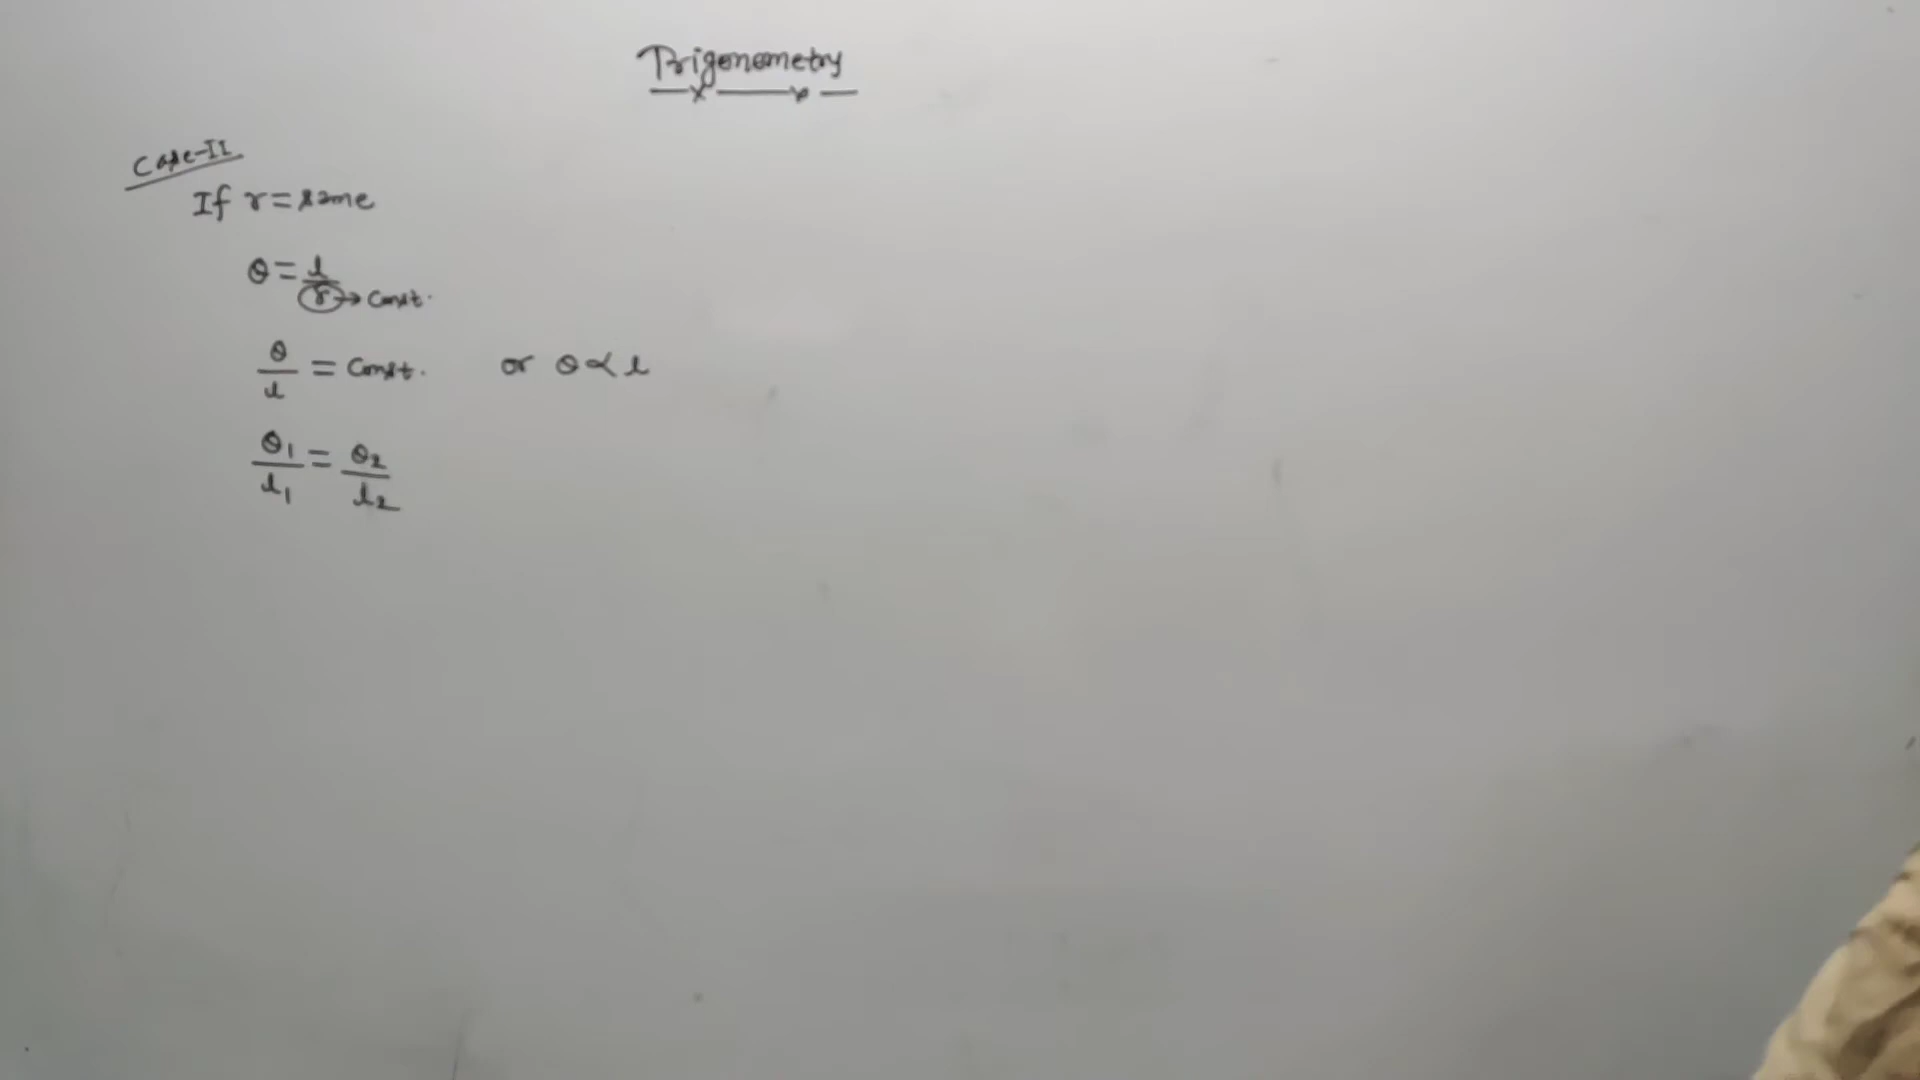 Trigonometry
Case-II
If r = same
θ = l/r → Const.
θ/l = Const. or θ ∝ l
θ₁/l₁ = θ₂/l₂